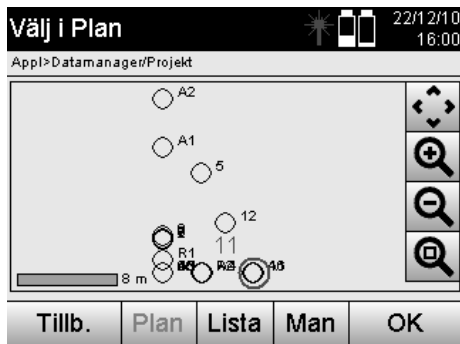 Välj i Plan
22/12/10
16:00
Appl>Datamanager/Projekt
A2
A1
5
12
11
R1
8 m
Tillb.
Plan
Lista
Man
OK